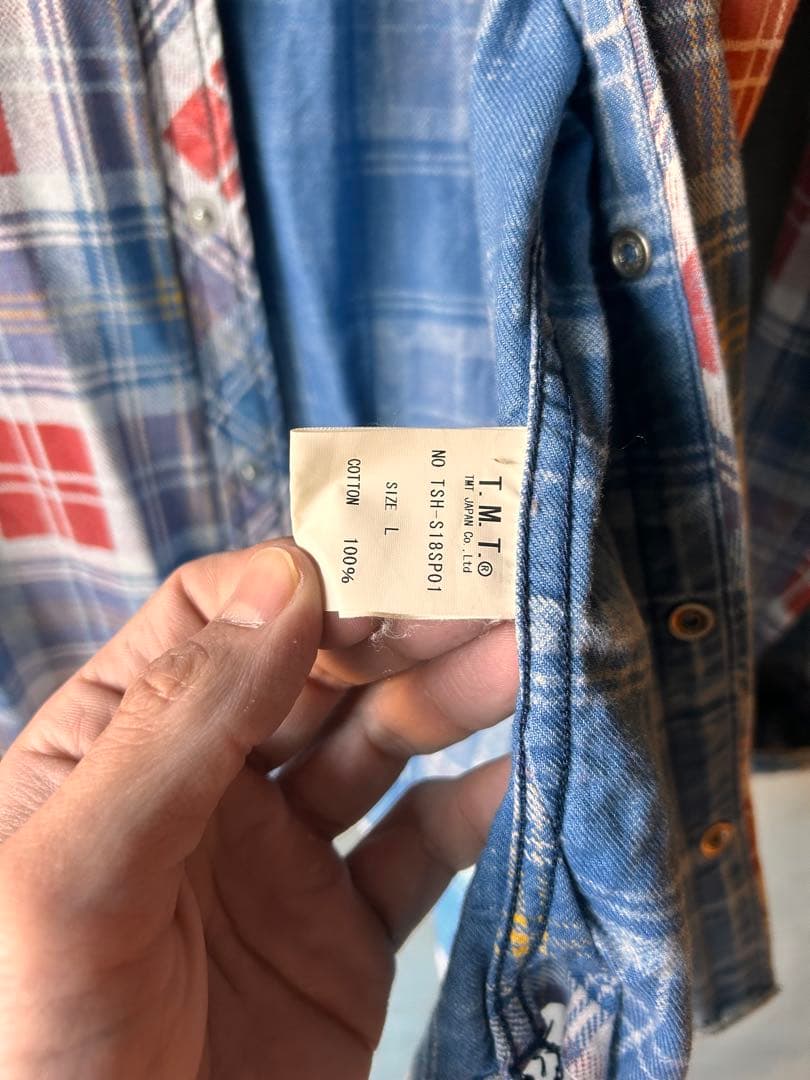 T.M.T.®
TMT JAPAN Co.,Ltd
NO TSH-S18SP01
SIZE L
COTTON 100%